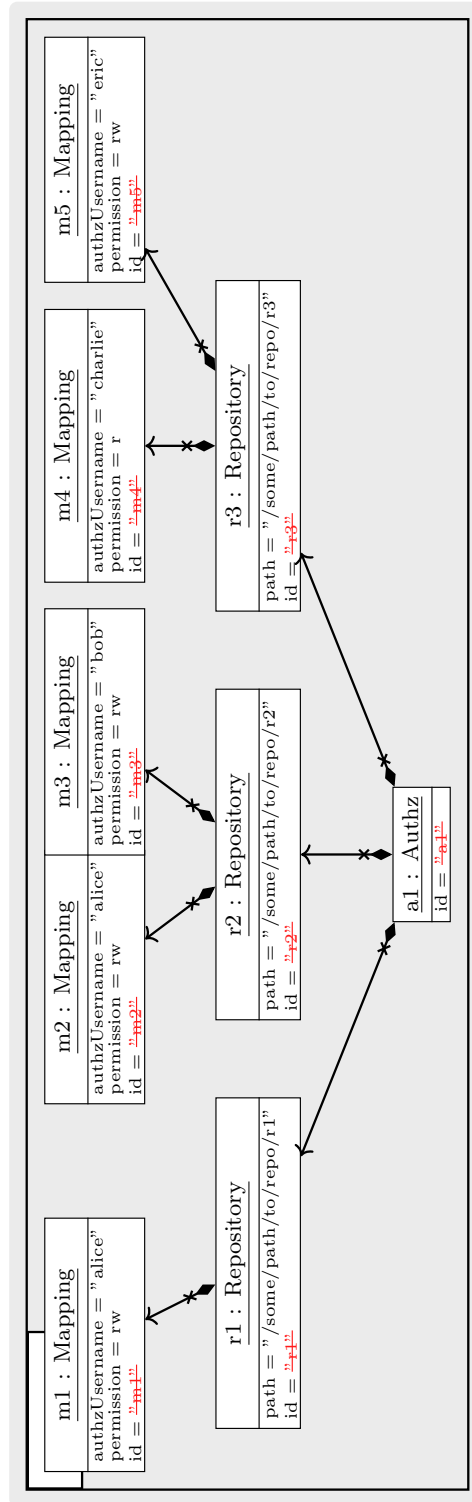 m1 : Mapping
authzUsername = "alice"
permission = rw
id = "m1"
m2 : Mapping
authzUsername = "alice"
permission = rw
id = "m2"
m3 : Mapping
authzUsername = "bob"
permission = rw
id = "m3"
m4 : Mapping
authzUsername = "charlie"
permission = r
id = "m4"
m5 : Mapping
authzUsername = "eric"
permission = rw
id = "m5"
r1 : Repository
path = "/some/path/to/repo/r1"
id = "r1"
r2 : Repository
path = "/some/path/to/repo/r2"
id = "r2"
r3 : Repository
path = "/some/path/to/repo/r3"
id = "r3"
a1 : Authz
id = "a1"